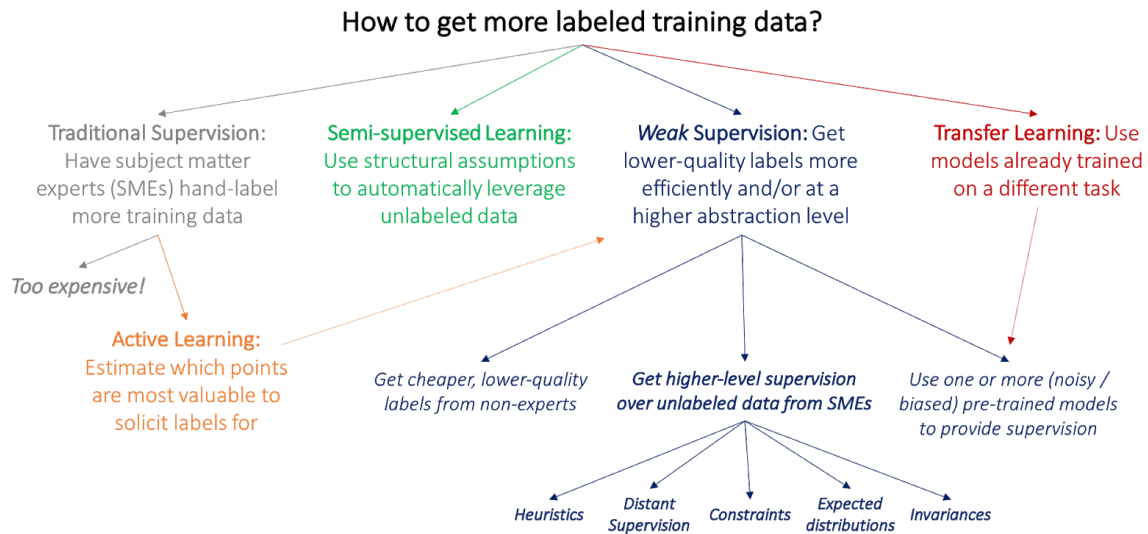 How to get more labeled training data?
Traditional Supervision:
Have subject matter
experts (SMEs) hand-label
more training data
Semi-supervised Learning:
Use structural assumptions
to automatically leverage
unlabeled data
Weak Supervision: Get
lower-quality labels more
efficiently and/or at a
higher abstraction level
Transfer Learning: Use
models already trained
on a different task
Too expensive!
Active Learning:
Estimate which points
are most valuable to
solicit labels for
Get cheaper, lower-quality
labels from non-experts
Get higher-level supervision
over unlabeled data from SMEs
Use one or more (noisy /
biased) pre-trained models
to provide supervision
Heuristics
Distant
Supervision
Constraints
Expected
distributions
Invariances